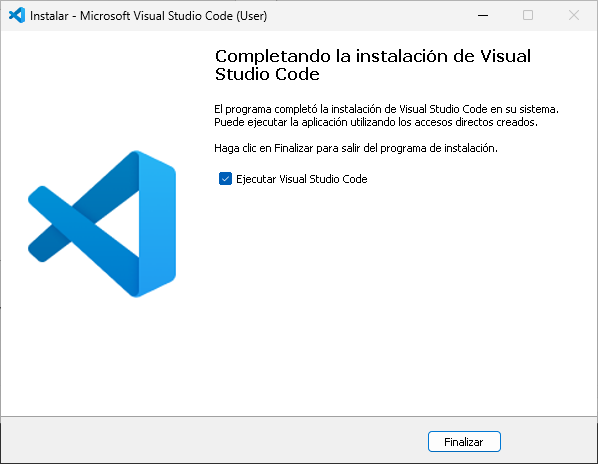 Instalar - Microsoft Visual Studio Code (User)
Completando la instalación de Visual
Studio Code
El programa completó la instalación de Visual Studio Code en su sistema.
Puede ejecutar la aplicación utilizando los accesos directos creados.
Haga clic en Finalizar para salir del programa de instalación.
Ejecutar Visual Studio Code
Finalizar